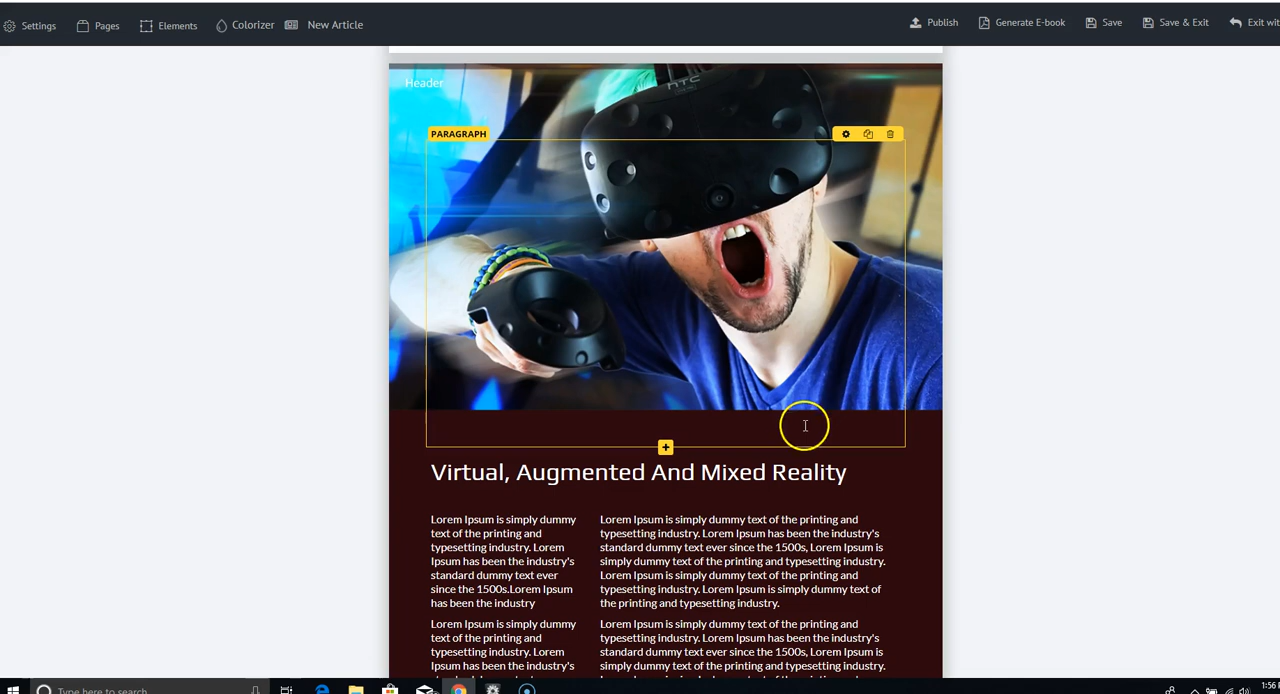 Settings Pages Elements Colorizer New Article Publish Generate E-book Save Save & Exit Exit wit
Header
HTC
PARAGRAPH
Virtual, Augmented And Mixed Reality
Lorem Ipsum is simply dummy
text of the printing and
typesetting industry. Lorem
Ipsum has been the industry's
standard dummy text ever
since the 1500s.Lorem Ipsum
has been the industry
Lorem Ipsum is simply dummy
text of the printing and
typesetting industry. Lorem
Ipsum has been the industry's
Lorem Ipsum is simply dummy text of the printing and
typesetting industry. Lorem Ipsum has been the industry's
standard dummy text ever since the 1500s, Lorem Ipsum is
simply dummy text of the printing and typesetting industry.
Lorem Ipsum is simply dummy text of the printing and
typesetting industry. Lorem Ipsum is simply dummy text of
the printing and typesetting industry.
Lorem Ipsum is simply dummy text of the printing and
typesetting industry. Lorem Ipsum has been the industry's
standard dummy text ever since the 1500s, Lorem Ipsum is
simply dummy text of the printing and typesetting industry.
Type here to search
1:56